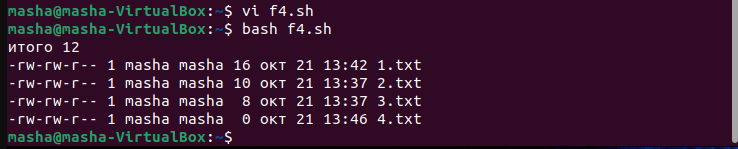 masha@masha-VirtualBox:~$ vi f4.sh
masha@masha-VirtualBox:~$ bash f4.sh
итого 12
-rw-rw-r-- 1 masha masha 16 окт 21 13:42 1.txt
-rw-rw-r-- 1 masha masha 10 окт 21 13:37 2.txt
-rw-rw-r-- 1 masha masha  8 окт 21 13:37 3.txt
-rw-rw-r-- 1 masha masha  0 окт 21 13:46 4.txt
masha@masha-VirtualBox:~$